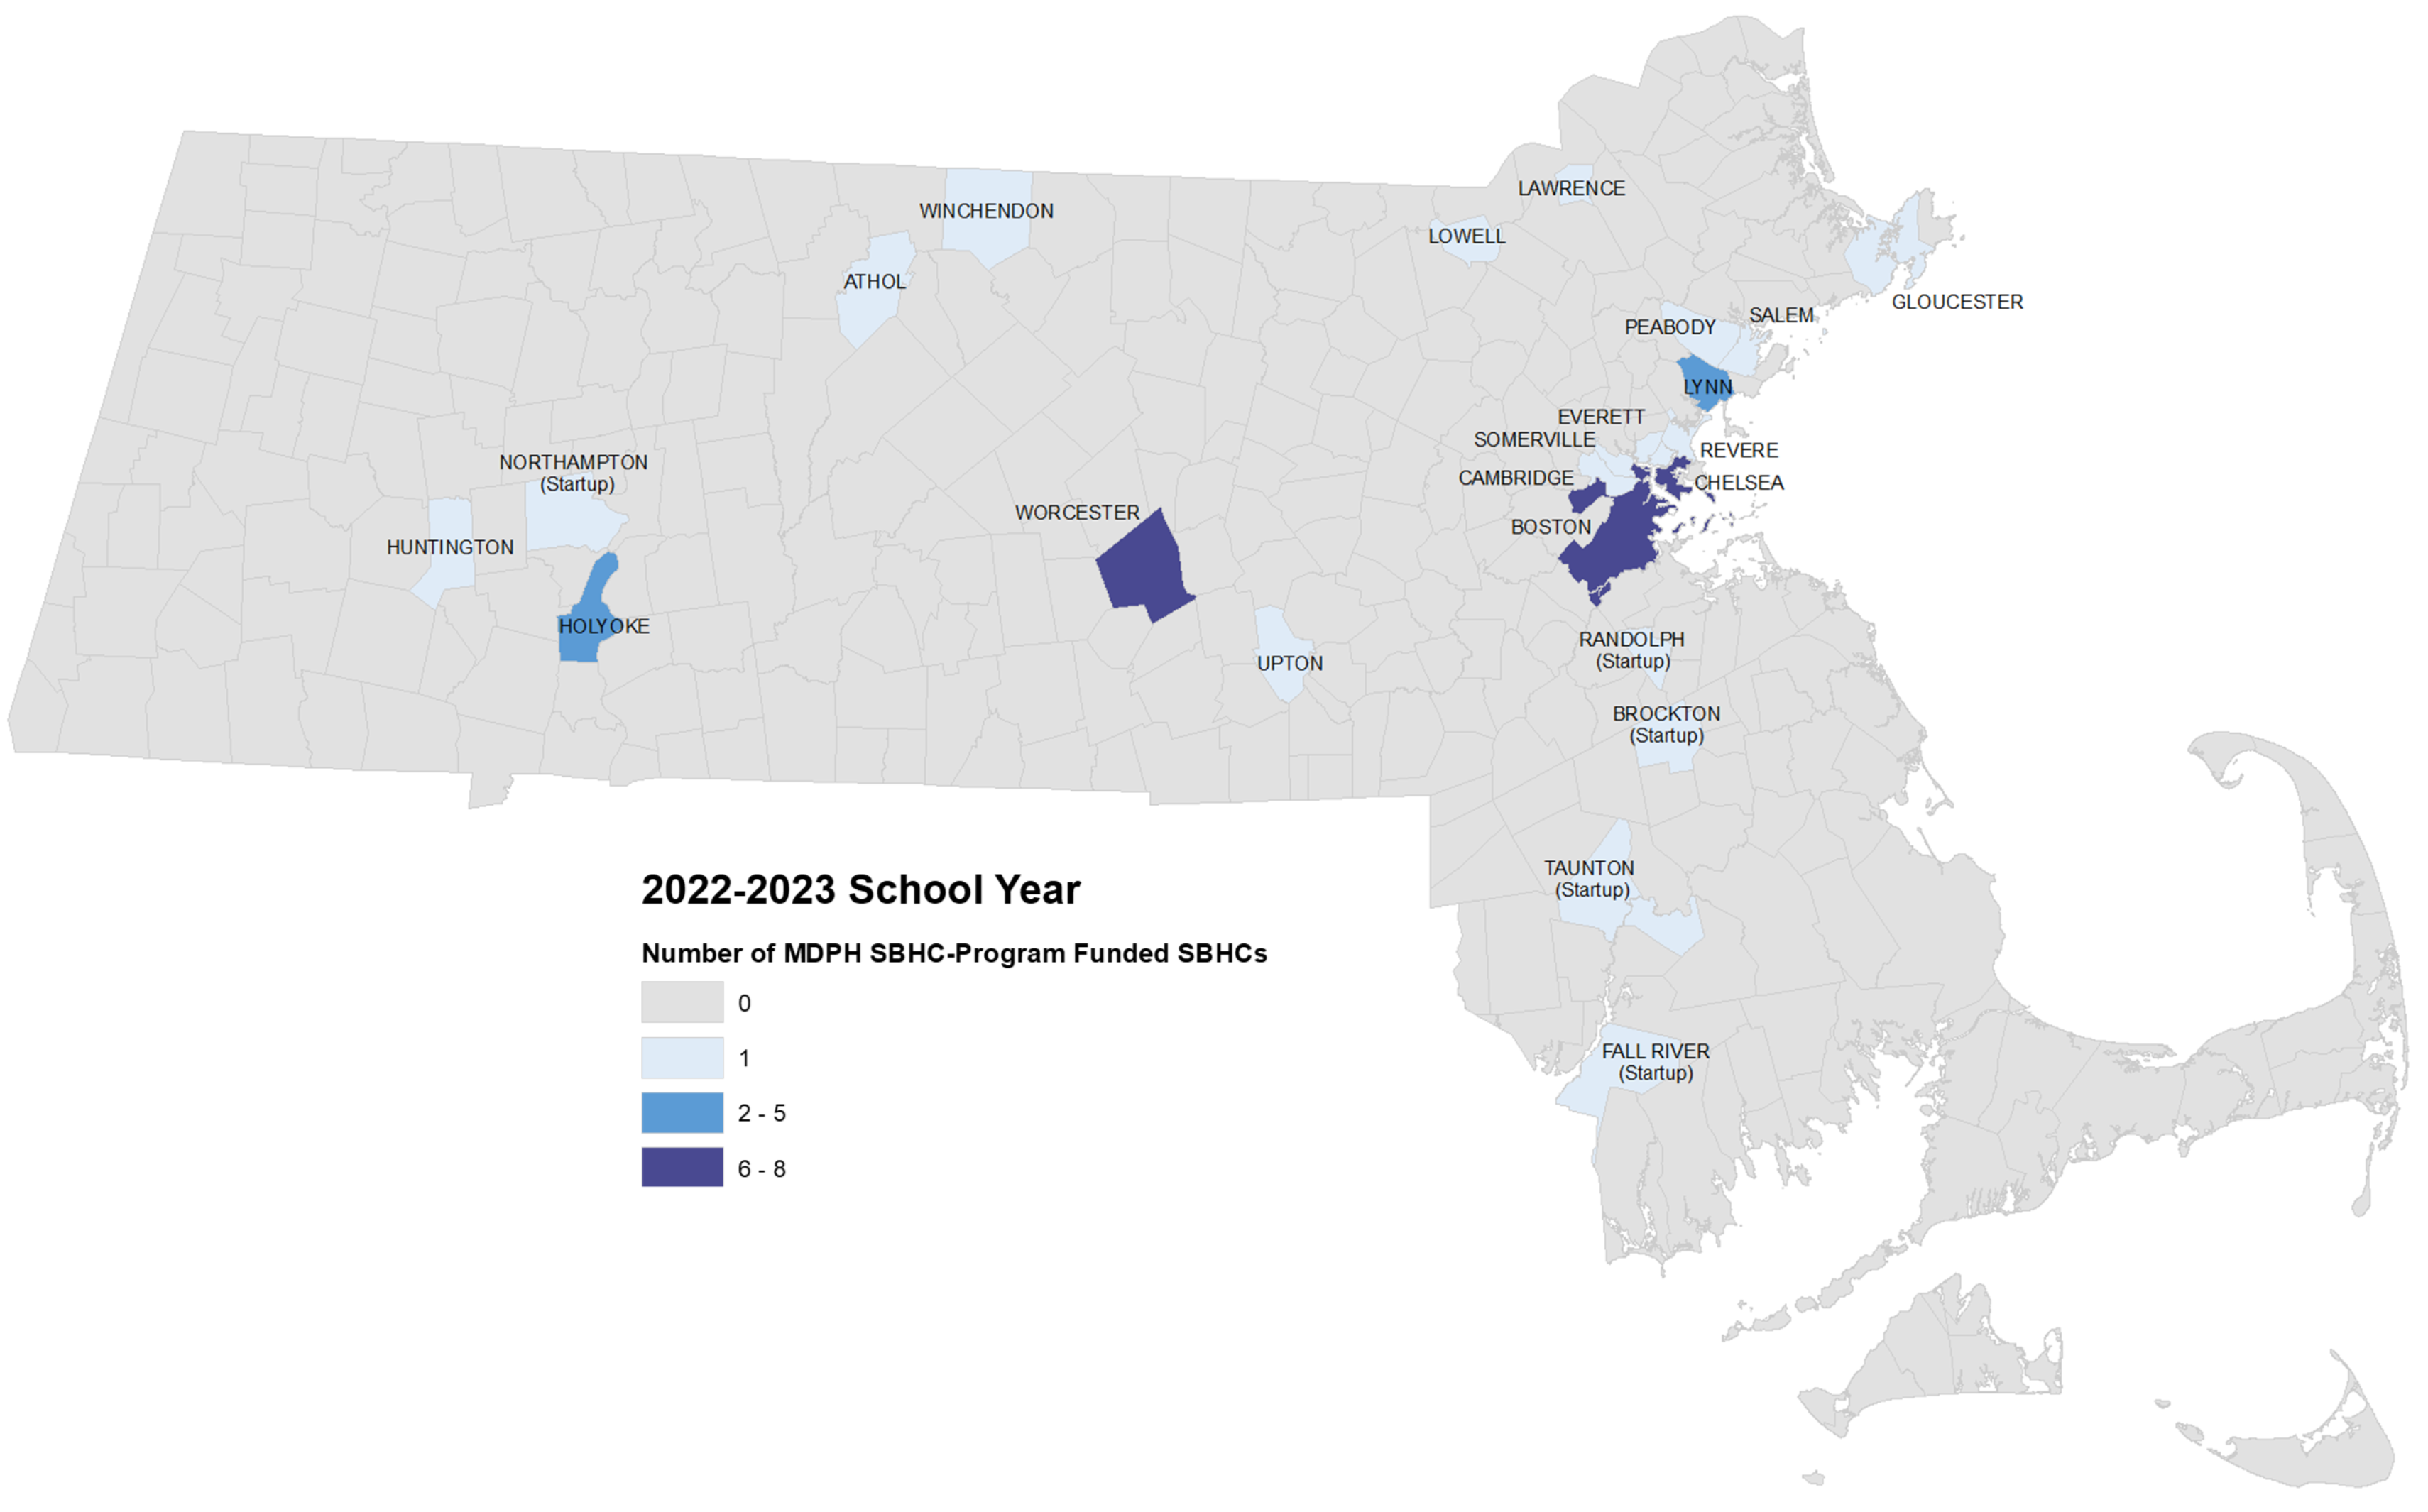 LAWRENCE
WINCHENDON
LOWELL
ATHOL
GLOUCESTER
SALEM
PEABODY
LYNN
EVERETT
SOMERVILLE
REVERE
NORTHAMPTON
(Startup)
CAMBRIDGE
CHELSEA
WORCESTER
BOSTON
HUNTINGTON
HOLYOKE
RANDOLPH
(Startup)
UPTON
BROCKTON
(Startup)
TAUNTON
(Startup)
2022-2023 School Year
Number of MDPH SBHC-Program Funded SBHCs
0
1
2 - 5
6 - 8
FALL RIVER
(Startup)